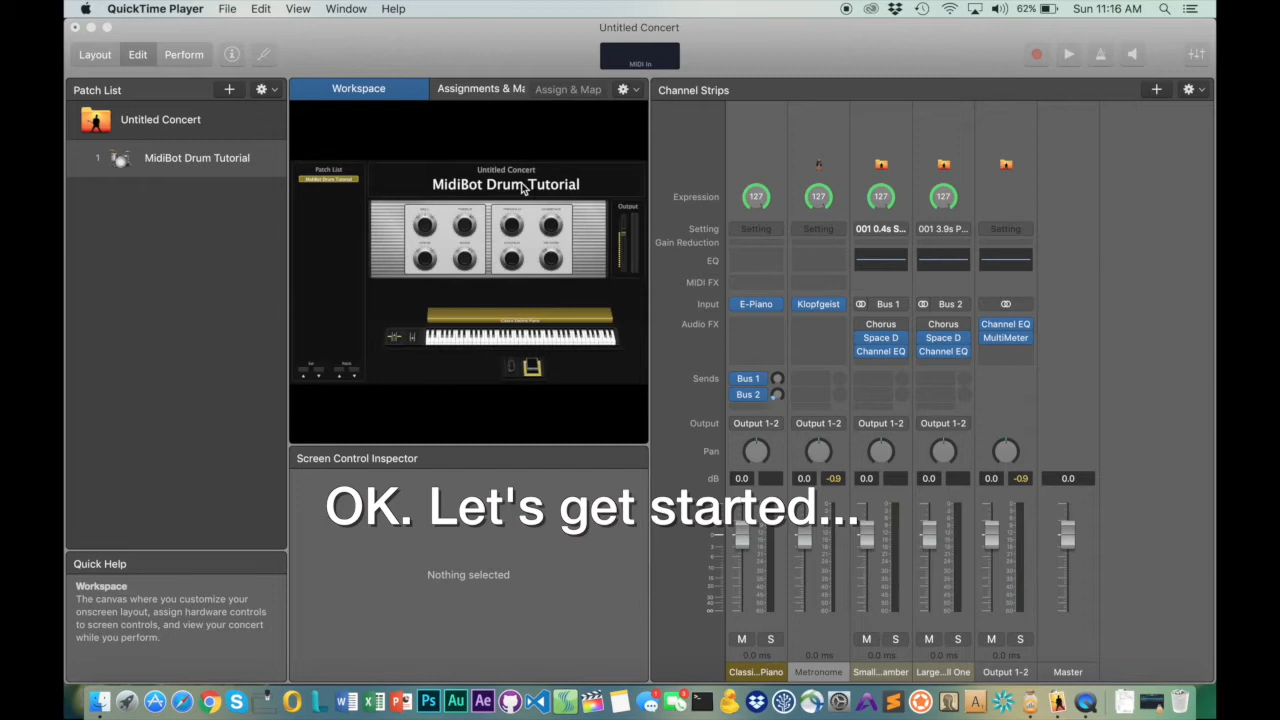 QuickTime Player File Edit View Window Help 62% Sun 11:16 AM
Untitled Concert
Layout Edit Perform
MIDI In
Patch List
Workspace Assignments & Ma Assign & Map
Channel Strips
Untitled Concert
1 MidiBot Drum Tutorial
Patch List
MidiBot Drum Tutorial
Untitled Concert
MidiBot Drum Tutorial
Output
Expression 127 127 127 127
Setting Setting Setting 001 0.4s S... 001 3.9s P... Setting
Gain Reduction
EQ
MIDI FX
Input E-Piano Klopfgeist Bus 1 Bus 2
Audio FX Chorus Chorus Channel EQ
Space D Space D MultiMeter
Channel EQ Channel EQ
Sends Bus 1
Bus 2
Output Output 1-2 Output 1-2 Output 1-2 Output 1-2
Pan
dB 0.0 0.0 -0.9 0.0 0.0 0.0 -0.9 0.0
Screen Control Inspector
OK. Let's get started...
Nothing selected
Quick Help
Workspace
The canvas where you customize your
onscreen layout, assign hardware controls
to screen controls, and view your concert
while you perform.
M S M S M S M S
0.0 ms 0.0 ms 0.0 ms 0.0 ms 0.0 ms
Classi...Piano Metronome Small...amber Large...ll One Output 1-2 Master